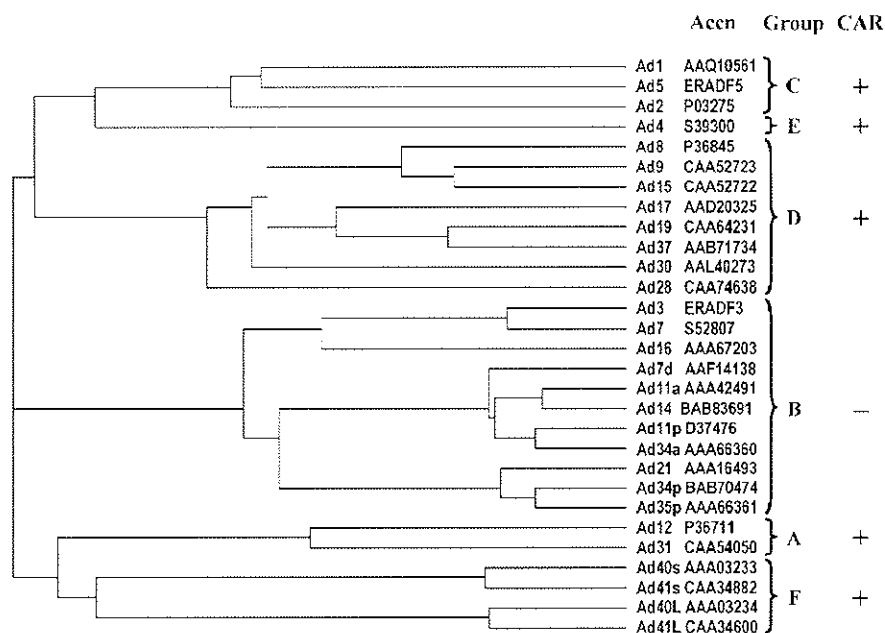 Accn Group CAR
Ad1 AAQ10561
Ad5 ERADF5 C +
Ad2 P03275
Ad4 S39300 E +
Ad8 P36845
Ad9 CAA52723
Ad15 CAA52722
Ad17 AAD20325 D +
Ad19 CAA64231
Ad37 AAB71734
Ad30 AAL40273
Ad28 CAA74638
Ad3 ERADF3
Ad7 S52807
Ad16 AAA67203
Ad7d AAF14138
Ad11a AAA42491
Ad14 BAB83691 B −
Ad11p D37476
Ad34a AAA66360
Ad21 AAA16493
Ad34p BAB70474
Ad35p AAA66361
Ad12 P36711 A +
Ad31 CAA54050
Ad40s AAA03233
Ad41s CAA34882 F +
Ad40L AAA03234
Ad41L CAA34600